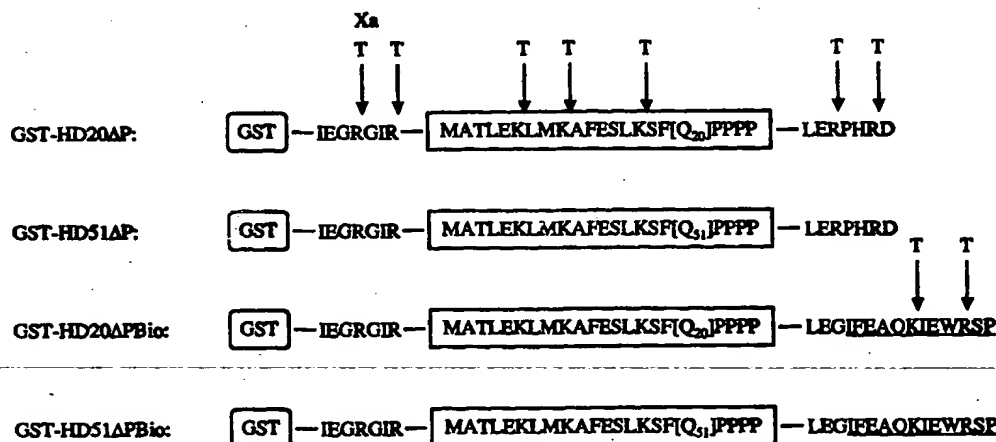 Xa
T T T T T T T
GST-HD20ΔP: GST IEGRGIR MATLEKLMKAFESLKSF[Q20]PPPP LERPHRD
GST-HD51ΔP: GST IEGRGIR MATLEKLMKAFESLKSF[Q51]PPPP LERPHRD
T T
GST-HD20ΔPBio: GST IEGRGIR MATLEKLMKAFESLKSF[Q20]PPPP LEGIFEAQKIEWRSP
GST-HD51ΔPBio: GST IEGRGIR MATLEKLMKAFESLKSF[Q51]PPPP LEGIFEAQKIEWRSP